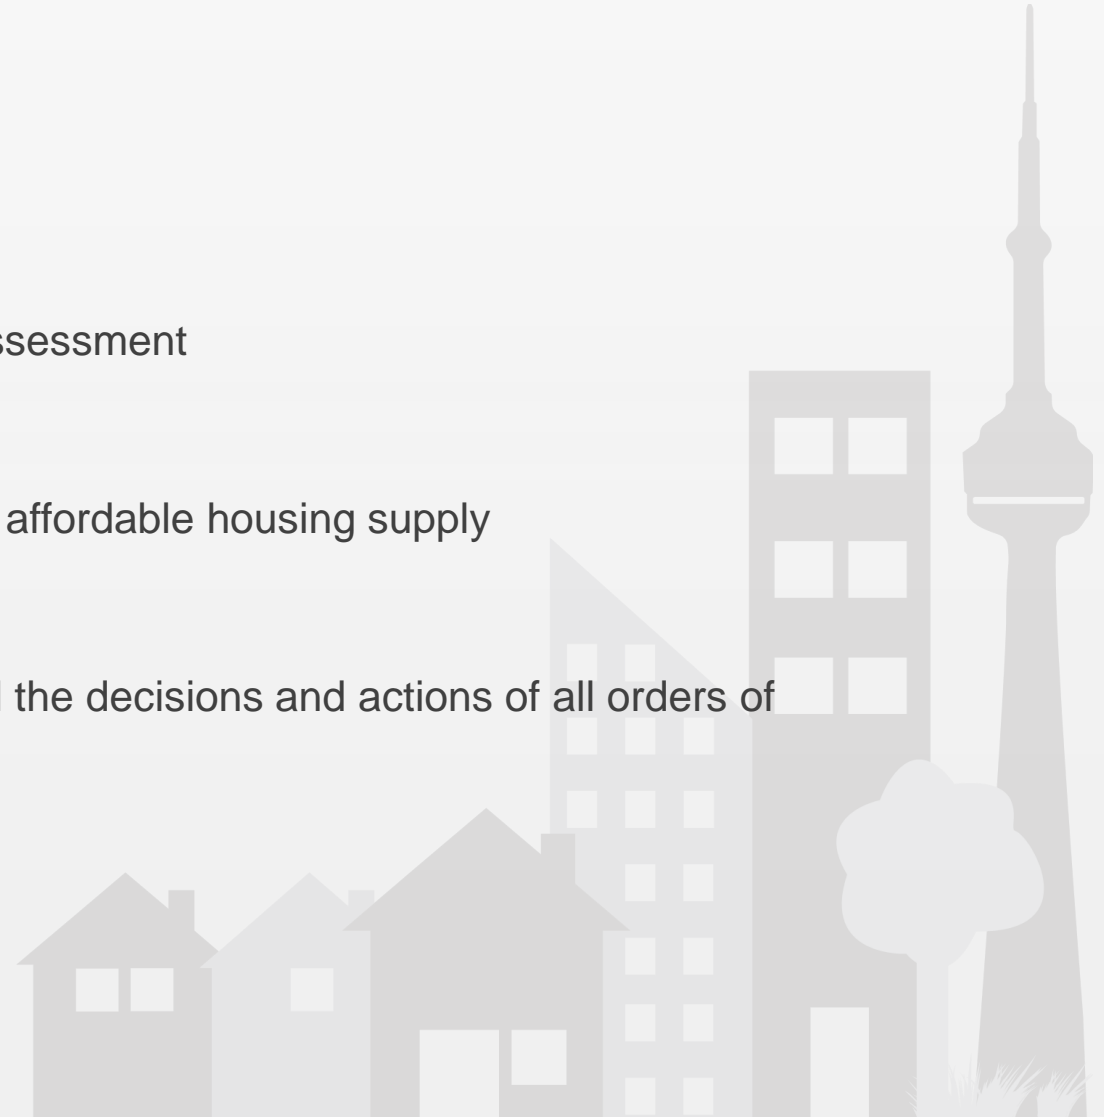 ssessment
affordable housing supply
the decisions and actions of all orders of